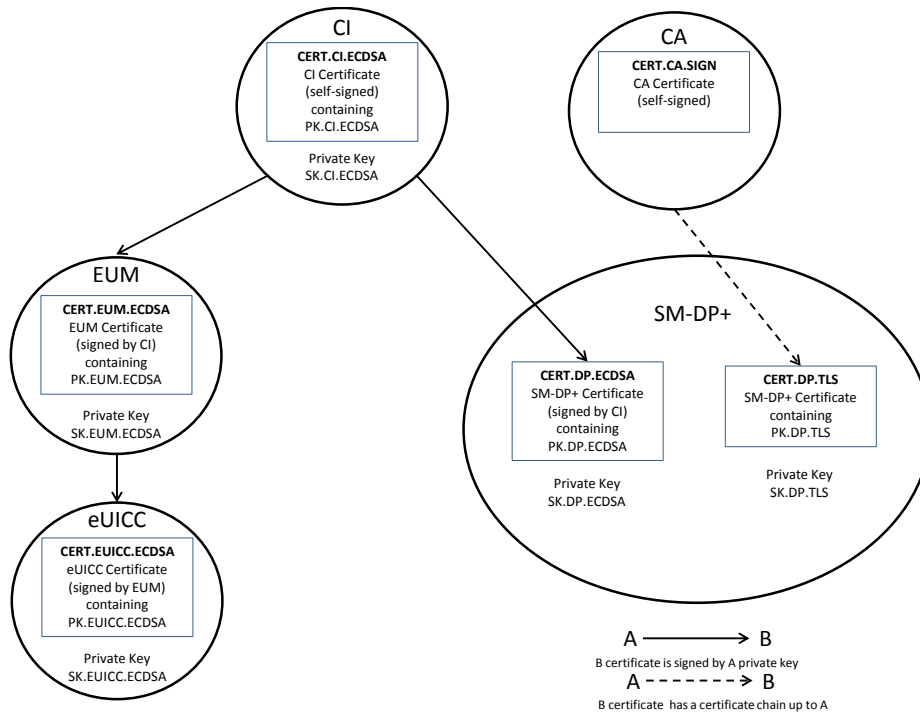 CI
CERT.CI.ECDSA
CI Certificate
(self-signed)
containing
PK.CI.ECDSA
Private Key
SK.CI.ECDSA
CA
CERT.CA.SIGN
CA Certificate
(self-signed)
EUM
CERT.EUM.ECDSA
EUM Certificate
(signed by CI)
containing
PK.EUM.ECDSA
Private Key
SK.EUM.ECDSA
SM-DP+
CERT.DP.ECDSA
SM-DP+ Certificate
(signed by CI)
containing
PK.DP.ECDSA
Private Key
SK.DP.ECDSA
CERT.DP.TLS
SM-DP+ Certificate
containing
PK.DP.TLS
Private Key
SK.DP.TLS
eUICC
CERT.EUICC.ECDSA
eUICC Certificate
(signed by EUM)
containing
PK.EUICC.ECDSA
Private Key
SK.EUICC.ECDSA
A B
B certificate is signed by A private key
A B
B certificate has a certificate chain up to A